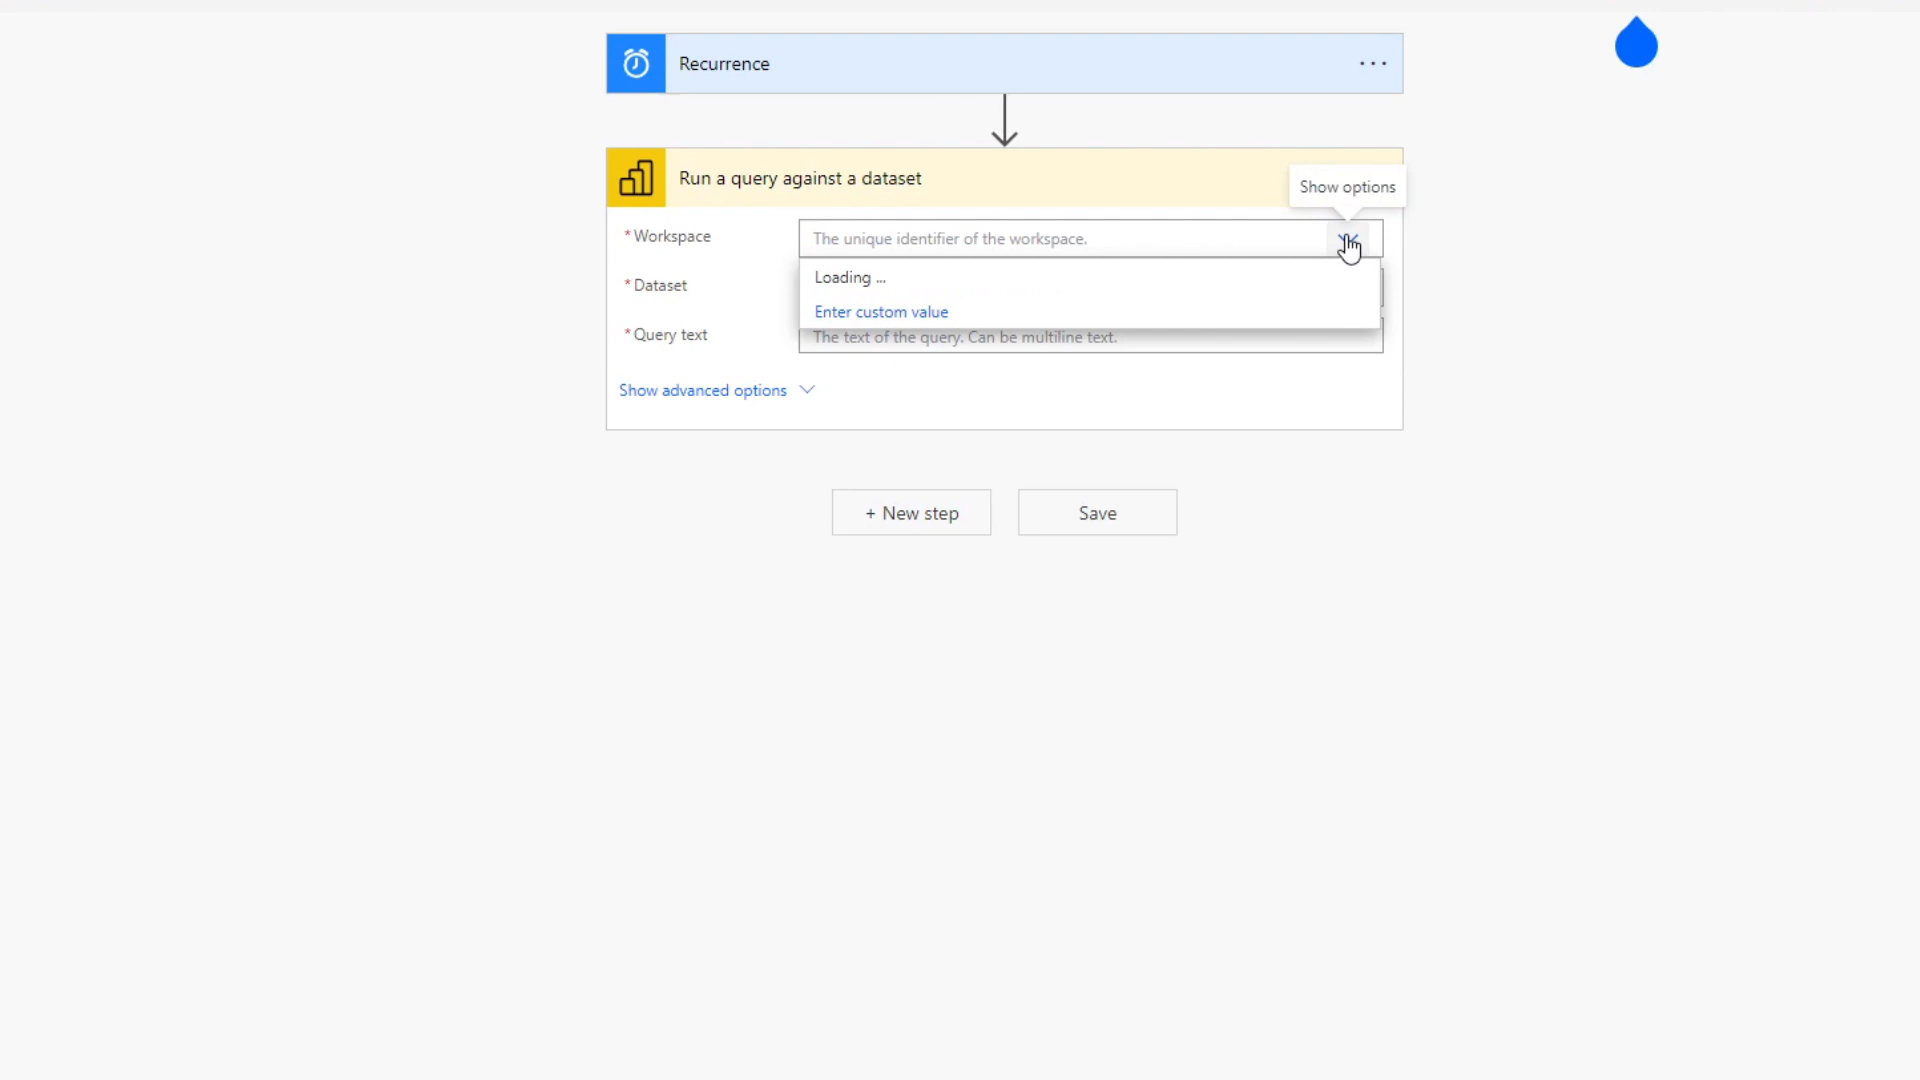 Recurrence
...
Run a query against a dataset
Show options
* Workspace
The unique identifier of the workspace.
Loading ...
* Dataset
Enter custom value
* Query text
The text of the query. Can be multiline text.
Show advanced options
+ New step
Save